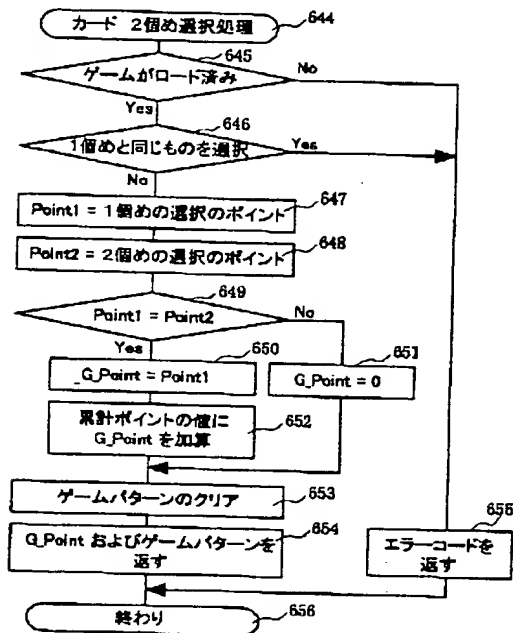 カード 2個め選択処理
644
645
ゲームがロード済み
No
Yes
646
1個めと同じものを選択
Yes
No
647
Point1 = 1個めの選択のポイント
648
Point2 = 2個めの選択のポイント
649
Point1 = Point2
No
Yes
650
651
_G_Point = Point1
G_Point = 0
累計ポイントの値に
G_Point を加算
652
653
ゲームパターンのクリア
654
G_Point およびゲームパターンを
返す
655
エラーコードを
返す
終わり
656